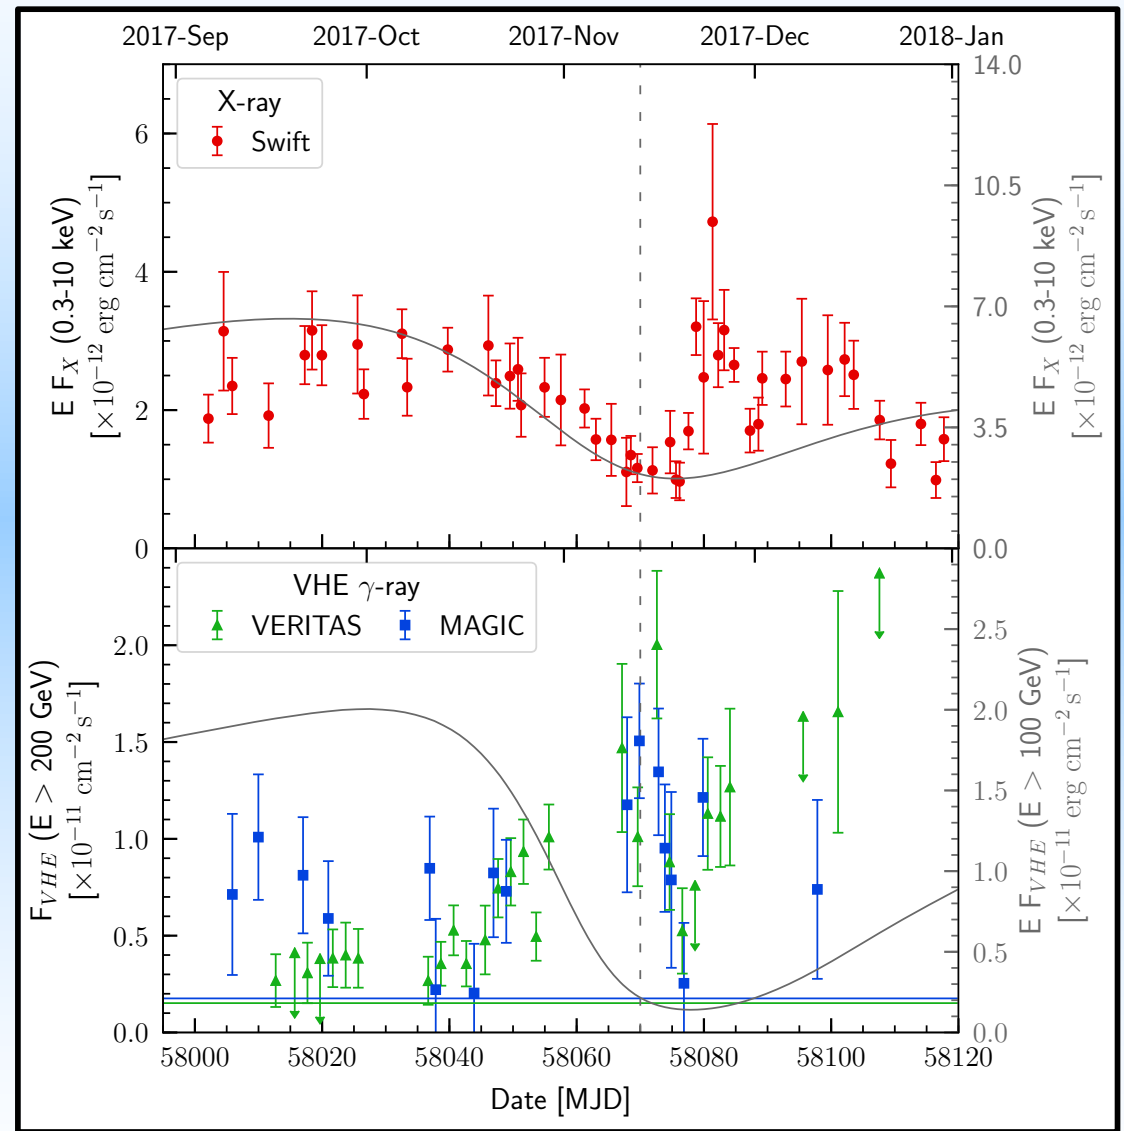 2017-Sep 2017-Oct 2017-Nov 2017-Dec 2018-Jan
X-ray
Swift
6
4
2
0
E F_X (0.3-10 keV)
[×10⁻¹² erg cm⁻² s⁻¹]
14.0
10.5
7.0
3.5
0.0
E F_X (0.3-10 keV)
[×10⁻¹² erg cm⁻² s⁻¹]
VHE γ-ray
VERITAS MAGIC
2.0
1.5
1.0
0.5
0.0
F_VHE (E > 200 GeV)
[×10⁻¹¹ cm⁻² s⁻¹]
2.5
2.0
1.5
1.0
0.5
0.0
E F_VHE (E > 100 GeV)
[×10⁻¹¹ erg cm⁻² s⁻¹]
58000 58020 58040 58060 58080 58100 58120
Date [MJD]